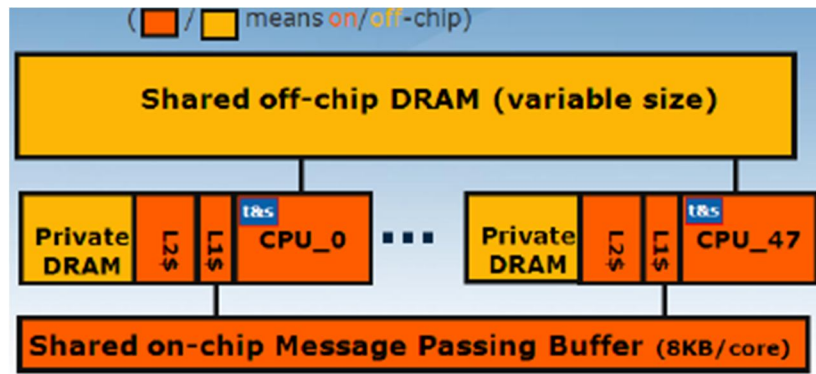 ( / means on/off-chip)
Shared off-chip DRAM (variable size)
Private DRAM
L2$
L1$
t&s
CPU_0
...
Private DRAM
L2$
L1$
t&s
CPU_47
Shared on-chip Message Passing Buffer (8KB/core)